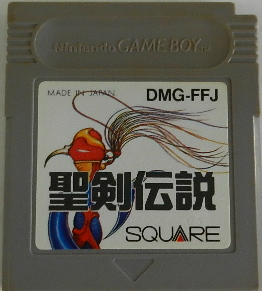 Nintendo GAME BOY
MADE IN JAPAN DMG-FFJ
聖剣伝説
SQUARE